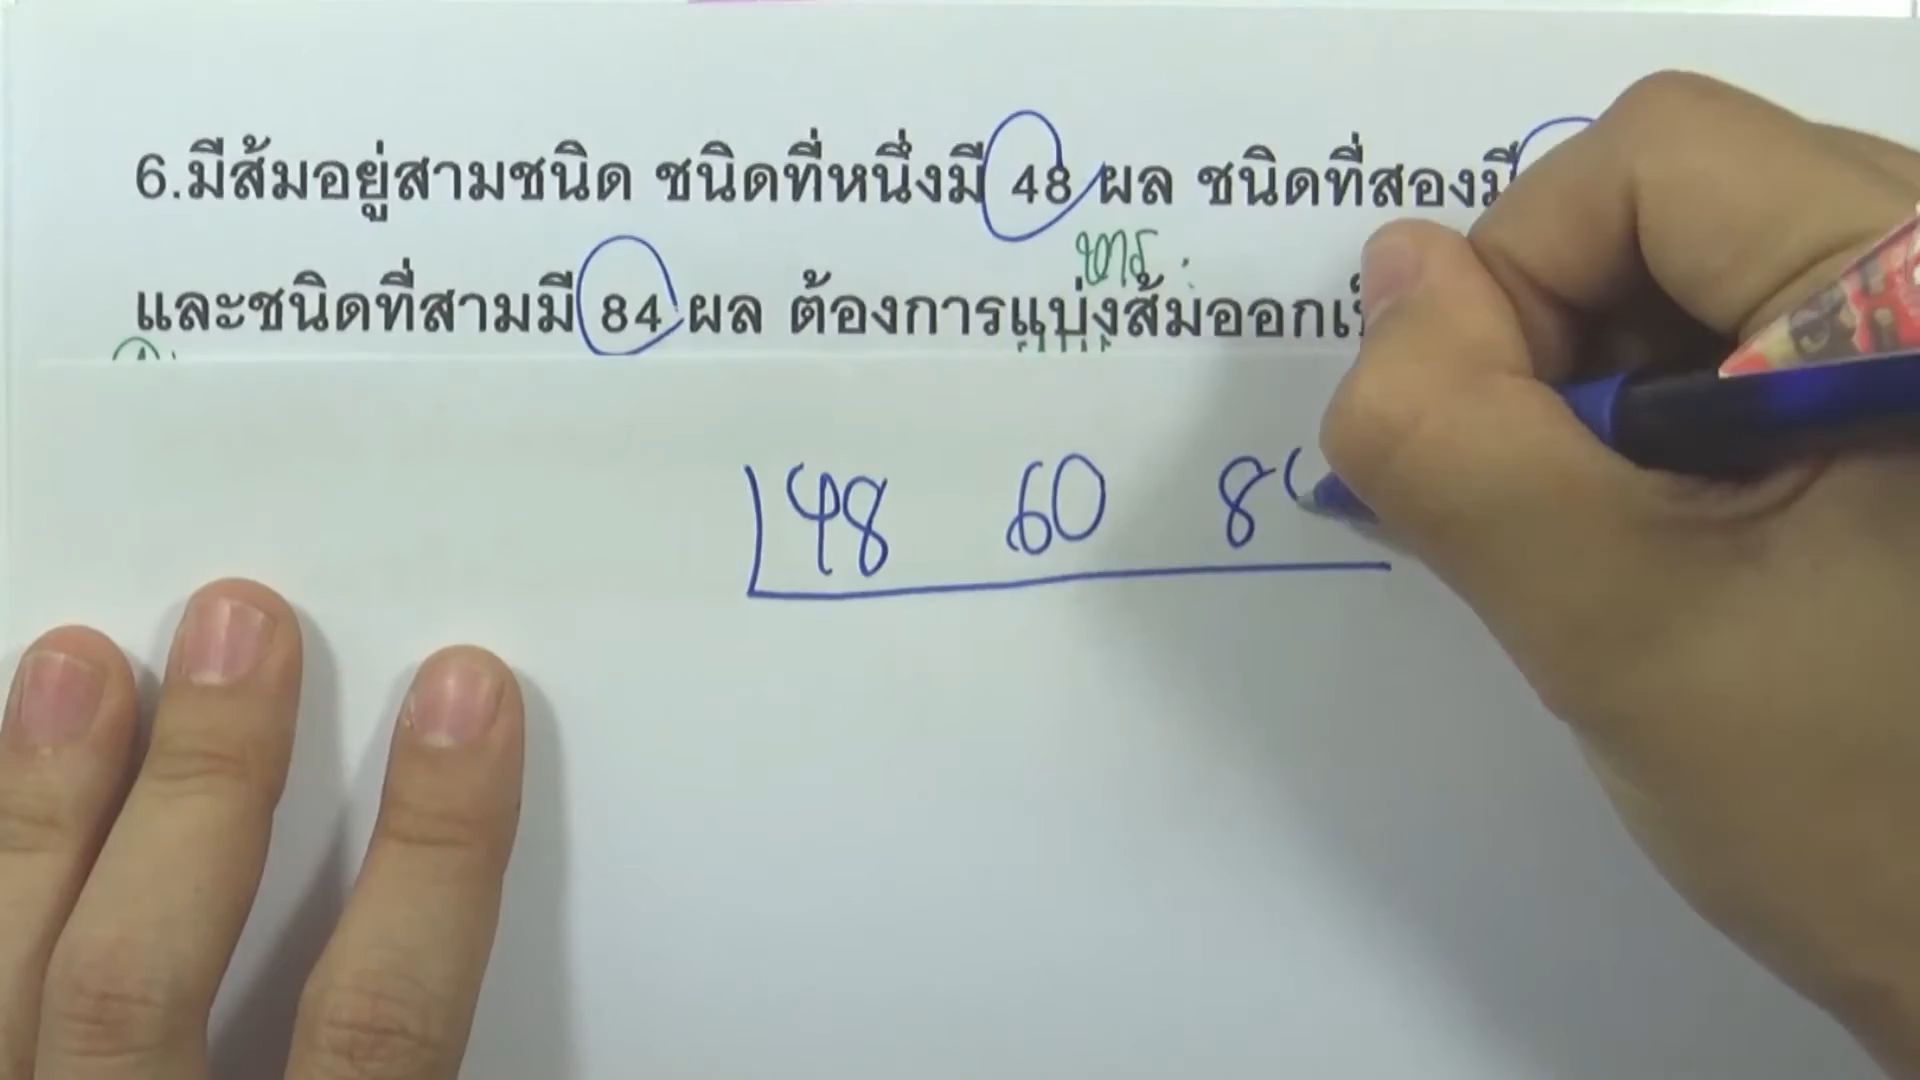 6.มีส้มอยู่สามชนิด ชนิดที่หนึ่งมี 48 ผล ชนิดที่สองมี
หาร
และชนิดที่สามมี 84 ผล ต้องการแบ่งส้มออก
48 60 8